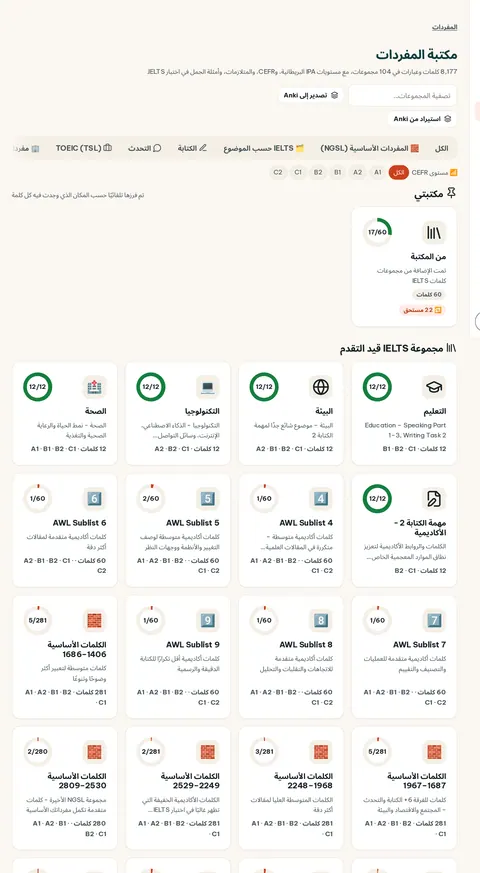 المفردات
مكتبة المفردات
8,177 كلمات وعبارات في 104 مجموعات، مع مستويات IPA البريطانية، وCEFR، والمتلازمات، وأمثلة الجمل في اختبار IELTS.
تصفية المجموعات...
تصدير إلى Anki
استيراد من Anki
الكل
المفردات الأساسية (NGSL)
IELTS حسب الموضوع
الكتابة
التحدث
TOEIC (TSL)
مستوى CEFR
الكل
A1
A2
B1
B2
C1
C2
مكتبتي
تم فرزها تلقائيًا حسب المكان الذي وجدت فيه كل كلمة
17/60
من المكتبة
تمت الإضافة من مجموعات
كلمات IELTS
60 كلمات
22 مستحق
مجموعة IELTS قيد التقدم
12/12
التعليم
Education – Speaking Part
1-3, Writing Task 2
12 كلمات · B1 · B2 · C1
12/12
البيئة
البيئة – موضوع شائع جدًا لمهمة
الكتابة 2
12 كلمات · A2 · B2 · C1
12/12
التكنولوجيا
التكنولوجيا – الذكاء الاصطناعي،
الإنترنت، وسائل التواصل...
12 كلمات · A2 · B2 · C1
12/12
الصحة
الصحة – نمط الحياة والرعاية
الصحية والتغذية
12 كلمات · A1 · B1 · B2 · C1
12/12
مهمة الكتابة 2 –
الأكاديمية
الكلمات والروابط الأكاديمية لتعزيز
نطاق الموارد المعجمية الخاص...
12 كلمات · B2 · C1
1/60
AWL Sublist 4
كلمات أكاديمية متوسطة –
متكررة في المقالات العلمية...
60 كلمات · A2 · B1 · B2 ·
C1 · C2
2/60
AWL Sublist 5
كلمات أكاديمية متوسطة لوصف
التغيير والأنظمة ووجهات النظر
60 كلمات · A1 · A2 · B1 · B2 ·
C1 · C2
1/60
AWL Sublist 6
كلمات أكاديمية متقدمة لمقالات
أكثر دقة
60 كلمات · A2 · B1 · B2 · C1 ·
C2
1/60
AWL Sublist 7
كلمات أكاديمية متقدمة للعمليات
والتصنيف والتقييم
60 كلمات · A1 · A2 · B1 · B2 ·
C1 · C2
1/60
AWL Sublist 8
كلمات أكاديمية متقدمة
للاتجاهات والتقلبات والتحليل
60 كلمات · A1 · A2 · B1 · B2 ·
C1 · C2
1/60
AWL Sublist 9
كلمات أكاديمية أقل تكرارًا للكتابة
الدقيقة والرسمية
60 كلمات · A1 · A2 · B1 · B2 ·
C1 · C2
5/281
الكلمات الأساسية
1406–1686
كلمات متوسطة لتعبير أكثر
وضوحًا وتنوعًا
281 كلمات · A1 · A2 · B1 · B2
· C1
5/281
الكلمات الأساسية
1687–1967
كلمات للفرقة 6+ الكتابة والتحدث
– المجتمع والاقتصاد والبيئة
281 كلمات · A1 · A2 · B1 · B2
· C1
3/281
الكلمات الأساسية
1968–2248
الكلمات المتوسطة العليا لمقالات
أكثر دقة
281 كلمات · A1 · A2 · B1 · B2
· C1
2/281
الكلمات الأساسية
2249–2529
الكلمات الأكاديمية الخفيفة التي
تظهر غالبًا في اختبار IELTS...
281 كلمات · A1 · A2 · B1 · B2
· C1
2/280
الكلمات الأساسية
2530–2809
مجموعة NGSL الأخيرة – كلمات
متقدمة تكمل مفرداتك الأساسية
280 كلمات · A1 · A2 · B1 ·
B2 · C1